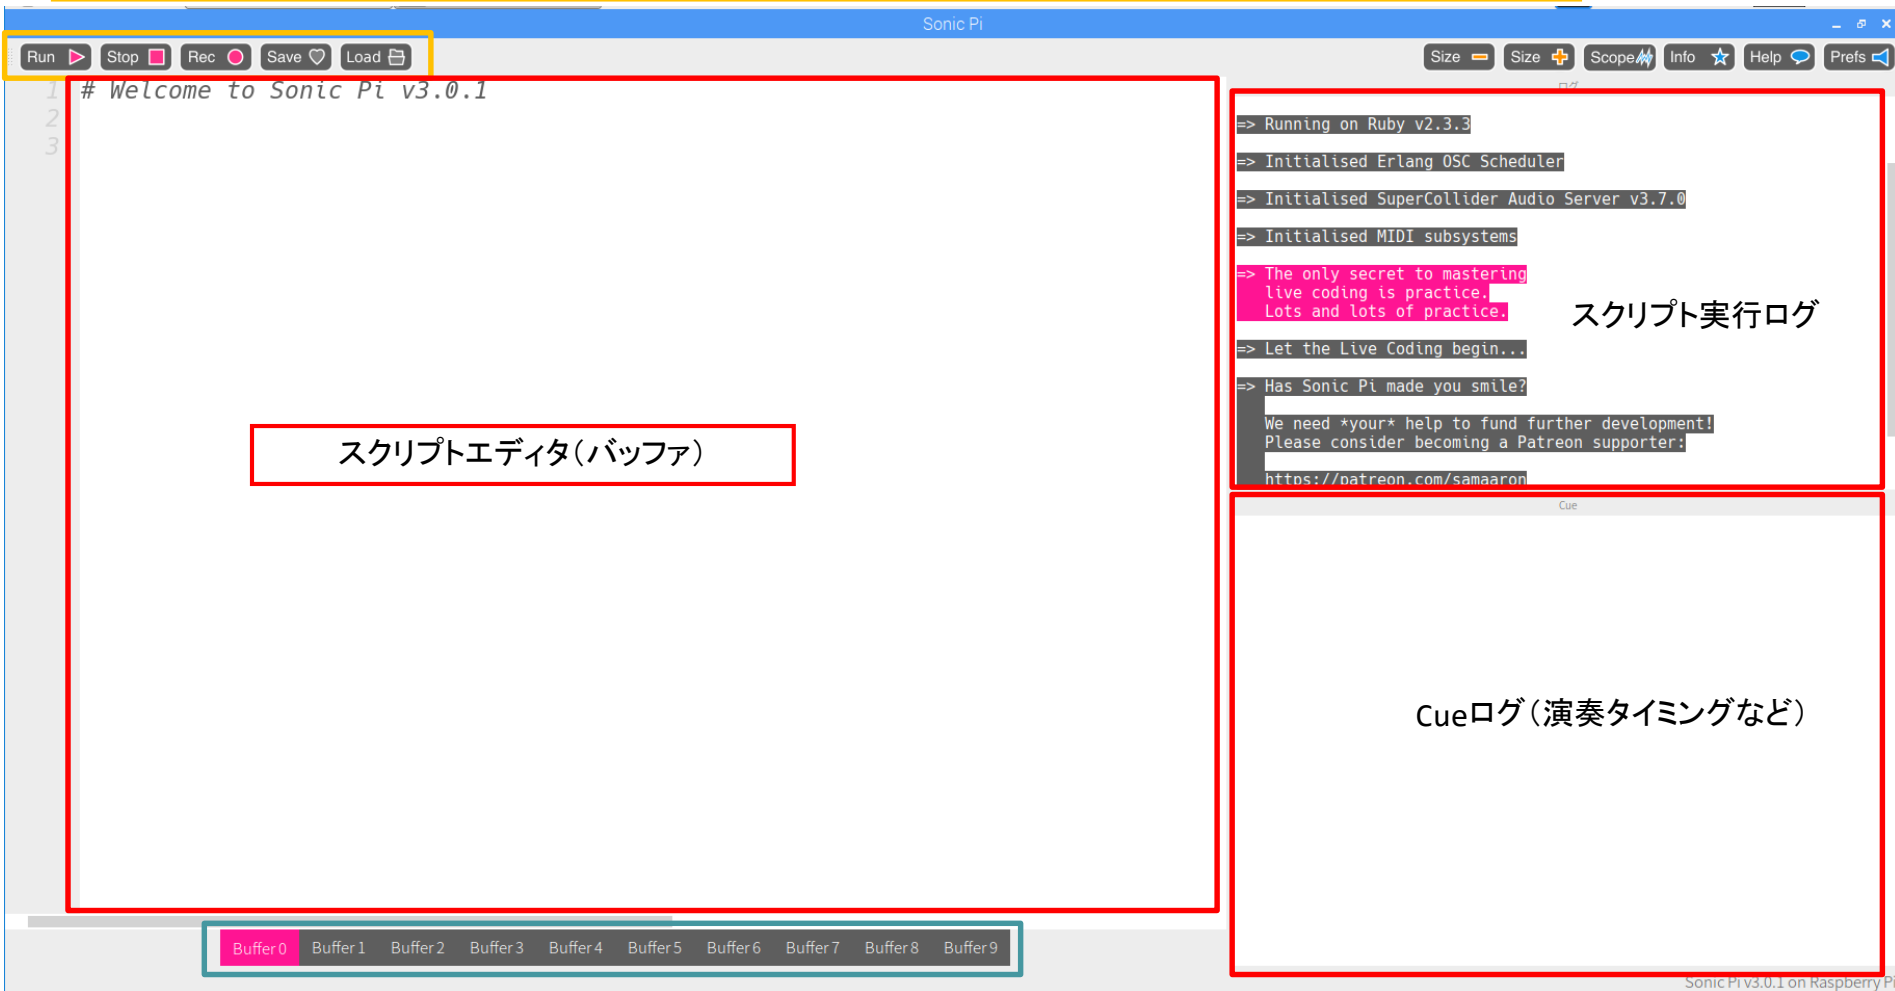 Sonic Pi
Run Stop Rec Save Load Size Size Scope Info Help Prefs
ログ
1 # Welcome to Sonic Pi v3.0.1
2
3
=> Running on Ruby v2.3.3
=> Initialised Erlang OSC Scheduler
=> Initialised SuperCollider Audio Server v3.7.0
=> Initialised MIDI subsystems
=> The only secret to mastering
live coding is practice.
Lots and lots of practice.
スクリプト実行ログ
=> Let the Live Coding begin...
=> Has Sonic Pi made you smile?
We need *your* help to fund further development!
Please consider becoming a Patreon supporter:
https://patreon.com/samaaron
スクリプトエディタ（バッファ）
Cue
Cueログ（演奏タイミングなど）
Buffer 0 Buffer 1 Buffer 2 Buffer 3 Buffer 4 Buffer 5 Buffer 6 Buffer 7 Buffer 8 Buffer 9
Sonic Pi v3.0.1 on Raspberry Pi